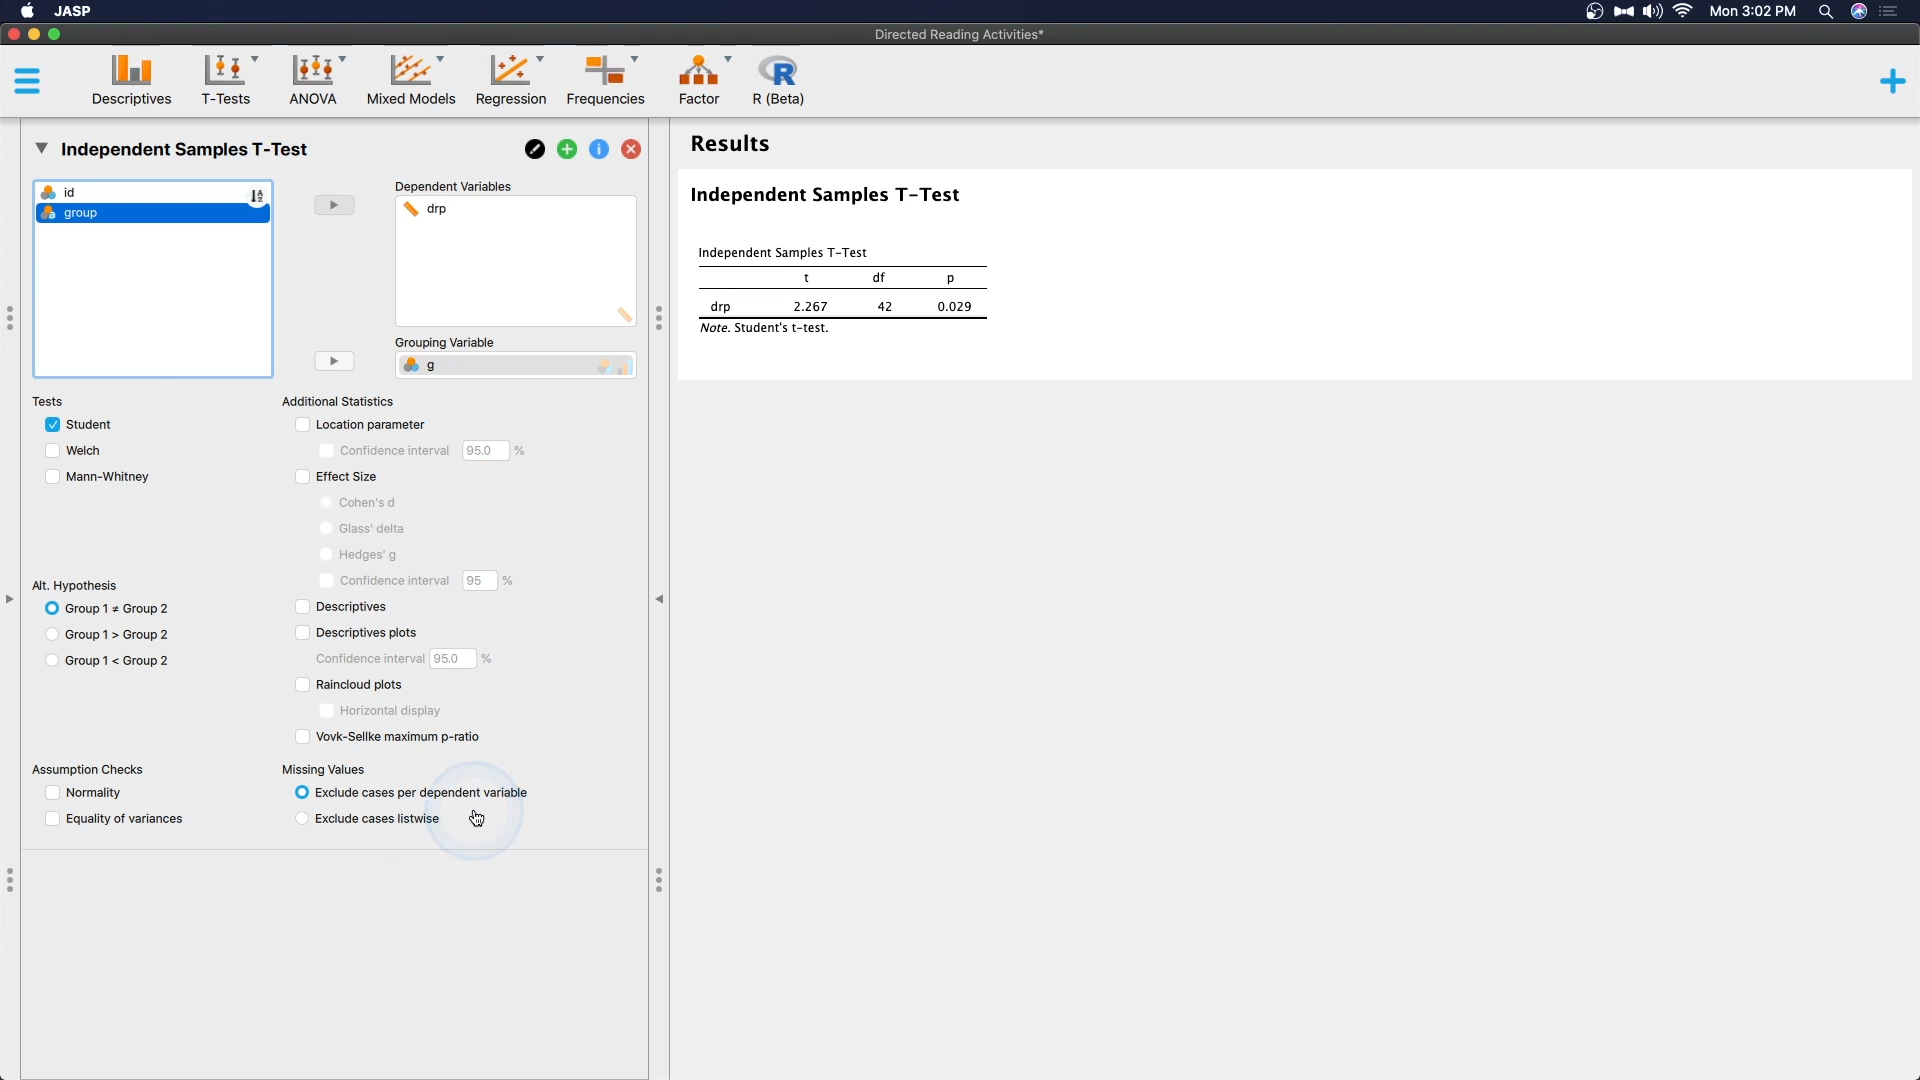 JASP
Mon 3:02 PM
Directed Reading Activities*
Descriptives
T-Tests
ANOVA
Mixed Models
Regression
Frequencies
Factor
R (Beta)
Independent Samples T-Test
id
group
Dependent Variables
drp
Grouping Variable
g
Tests
Student
Welch
Mann-Whitney
Alt. Hypothesis
Group 1 ≠ Group 2
Group 1 > Group 2
Group 1 < Group 2
Assumption Checks
Normality
Equality of variances
Additional Statistics
Location parameter
Confidence interval 95.0 %
Effect Size
Cohen's d
Glass' delta
Hedges' g
Confidence interval 95 %
Descriptives
Descriptives plots
Confidence interval 95.0 %
Raincloud plots
Horizontal display
Vovk-Sellke maximum p-ratio
Missing Values
Exclude cases per dependent variable
Exclude cases listwise
Results
Independent Samples T-Test
Independent Samples T-Test
t df p
drp 2.267 42 0.029
Note. Student's t-test.